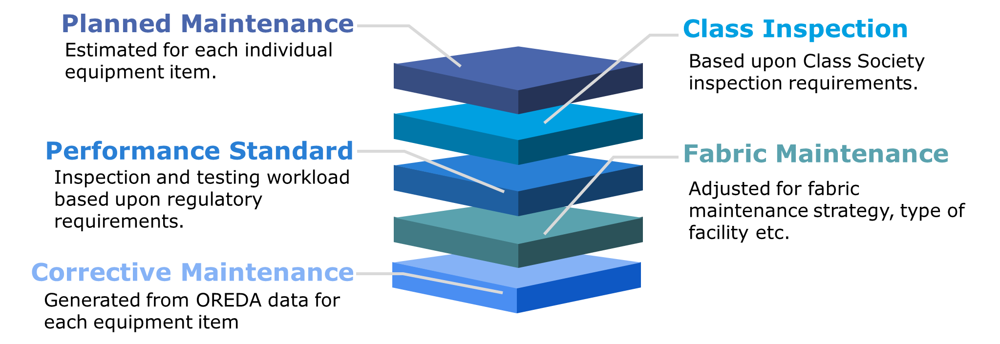 Planned Maintenance
Estimated for each individual
equipment item.
Class Inspection
Based upon Class Society
inspection requirements.
Performance Standard
Inspection and testing workload
based upon regulatory
requirements.
Fabric Maintenance
Adjusted for fabric
maintenance strategy, type of
facility etc.
Corrective Maintenance
Generated from OREDA data for
each equipment item